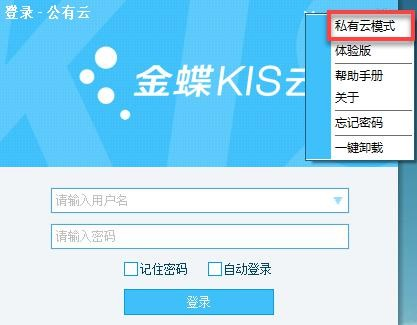 登录 - 公有云
金蝶KIS云
私有云模式
体验版
帮助手册
关于
忘记密码
一键卸载
请输入用户名
请输入密码
记住密码 自动登录
登录